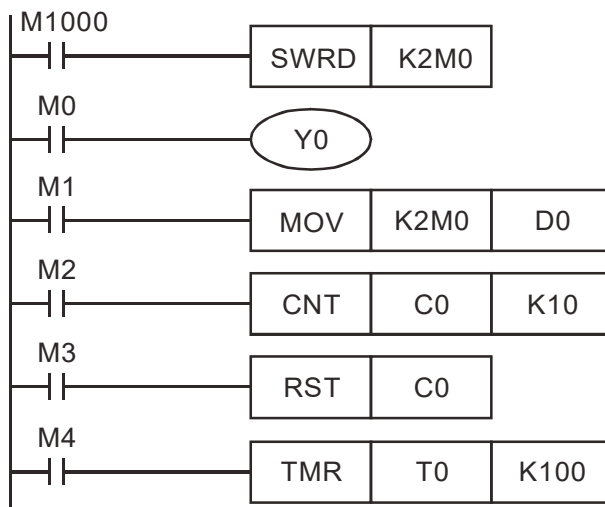 M1000
SWRD K2M0
M0
Y0
M1
MOV K2M0 D0
M2
CNT C0 K10
M3
RST C0
M4
TMR T0 K100